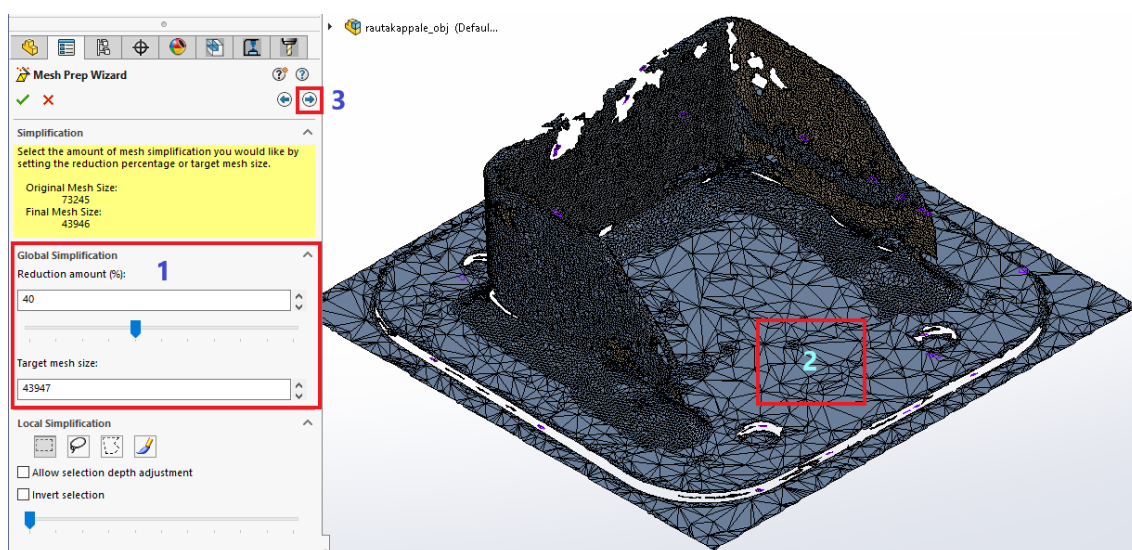 rautakappale_obj (Defaul...
Mesh Prep Wizard
3
Simplification
Select the amount of mesh simplification you would like by
setting the reduction percentage or target mesh size.
Original Mesh Size:
73245
Final Mesh Size:
43946
Global Simplification
Reduction amount (%):
1
40
Target mesh size:
43947
2
Local Simplification
Allow selection depth adjustment
Invert selection